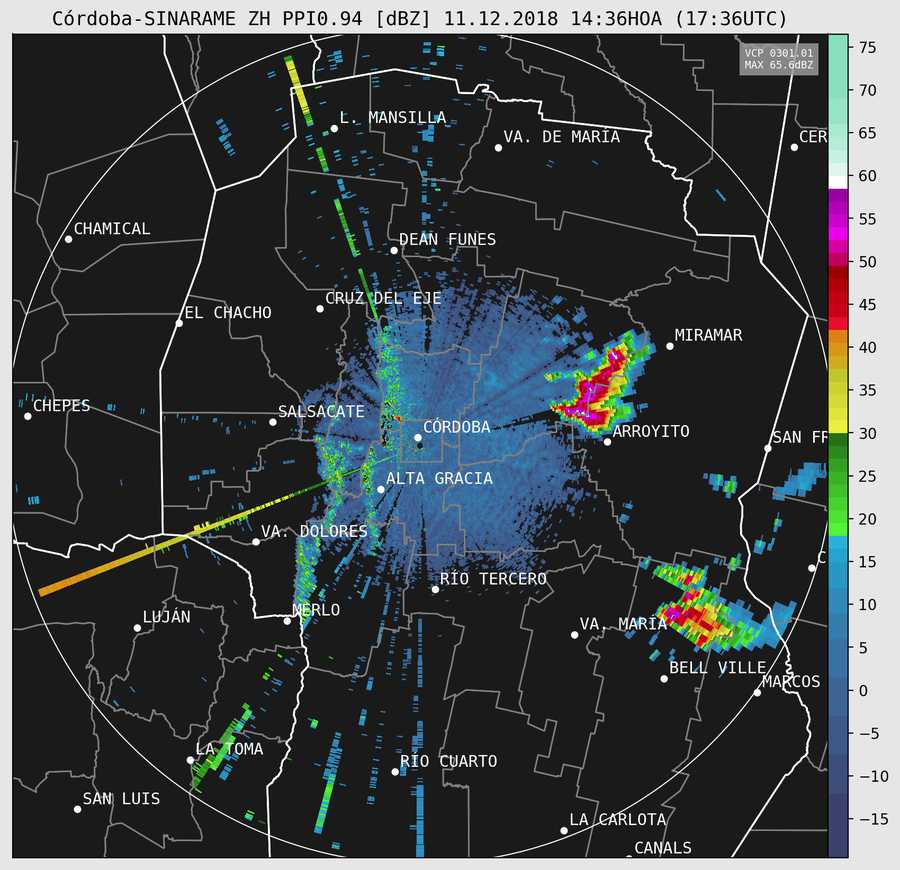 Córdoba-SINARAME ZH PPI0.94 [dBZ] 11.12.2018 14:36HOA (17:36UTC)
VCP 0301.01
MAX 65.6dBZ
L. MANSILLA
VA. DE MARIA
CER
CHAMICAL
DEAN FUNES
CRUZ DEL EJE
EL CHACHO
MIRAMAR
CHEPES
SALSACATE
CÓRDOBA
ARROYITO
SAN FR
ALTA GRACIA
VA. DOLORES
C
RÍO TERCERO
MERLO
LUJÁN
VA. MARÍA
BELL VILLE
MARCOS
LA TOMA
RIO CUARTO
SAN LUIS
LA CARLOTA
CANALS
75
70
65
60
55
50
45
40
35
30
25
20
15
10
5
0
−5
−10
−15